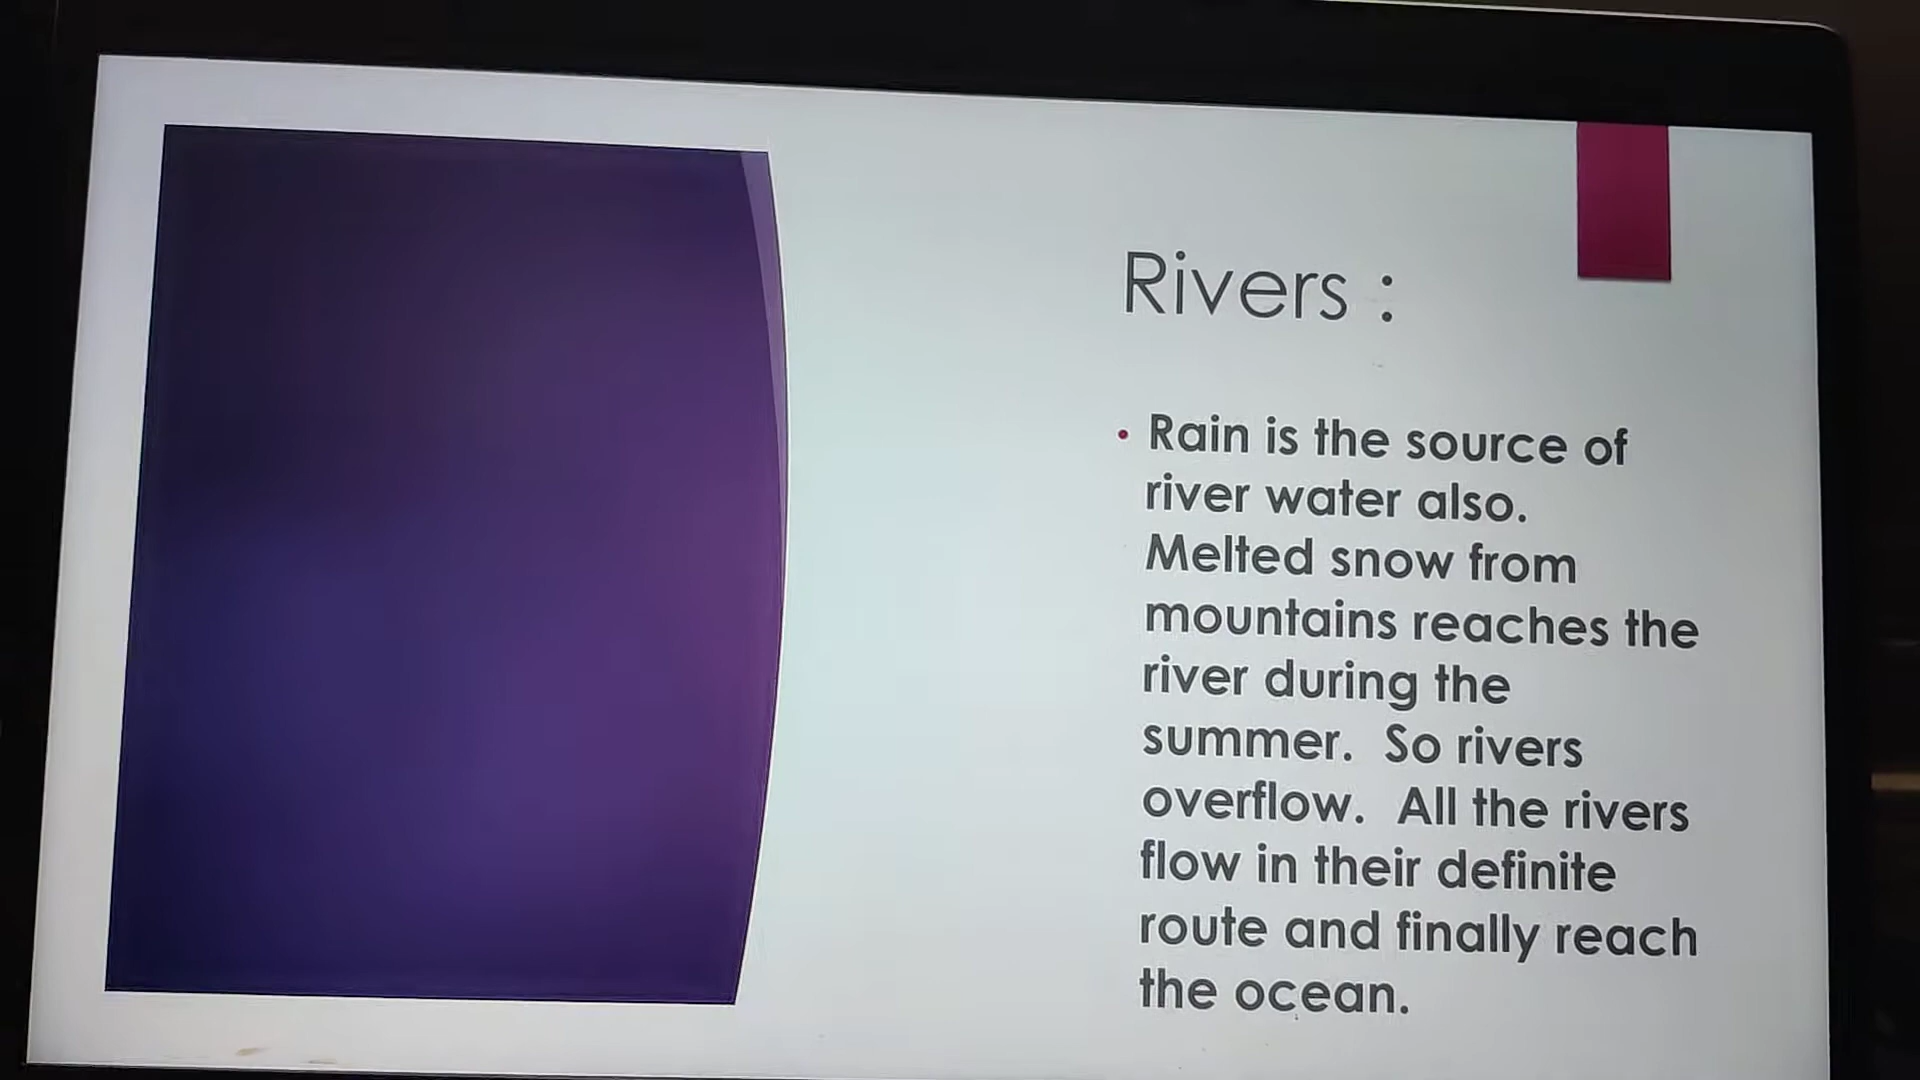 Rivers :
• Rain is the source of
river water also.
Melted snow from
mountains reaches the
river during the
summer.  So rivers
overflow.  All the rivers
flow in their definite
route and finally reach
the ocean.